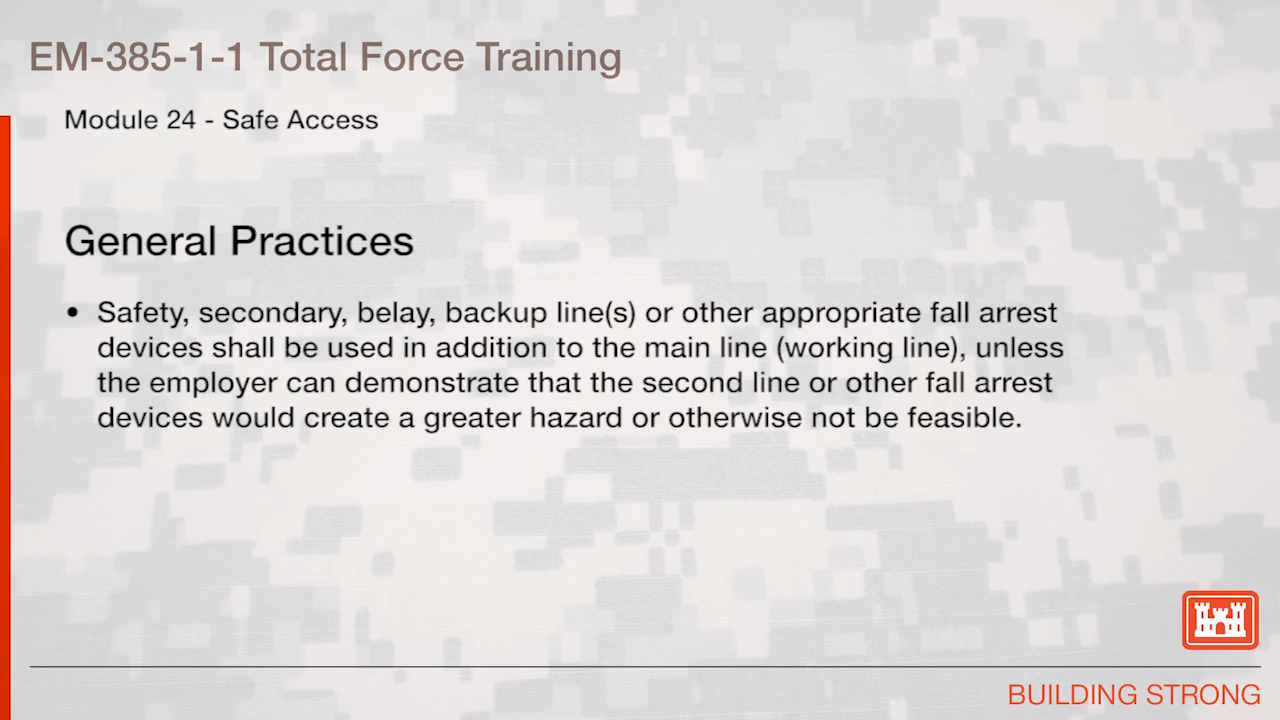 EM-385-1-1 Total Force Training
Module 24 - Safe Access
General Practices
• Safety, secondary, belay, backup line(s) or other appropriate fall arrest
devices shall be used in addition to the main line (working line), unless
the employer can demonstrate that the second line or other fall arrest
devices would create a greater hazard or otherwise not be feasible.
BUILDING STRONG